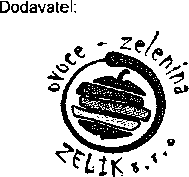 Dodavatel:
ovoce - zelenina
ZELIK s.r.o